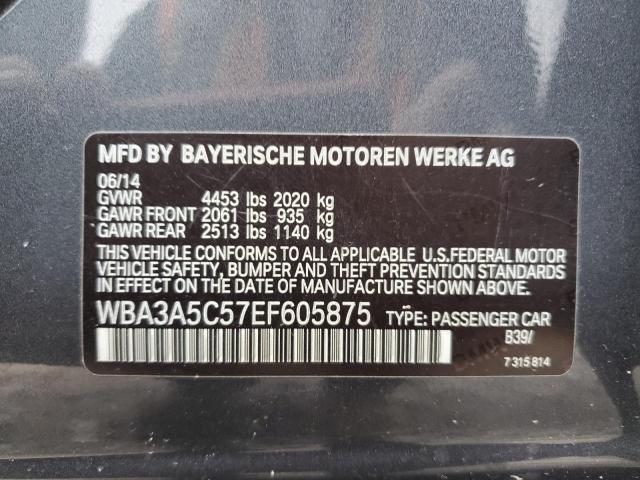 MFD BY BAYERISCHE MOTOREN WERKE AG
06/14
GVWR 4453 lbs 2020 kg
GAWR FRONT 2061 lbs 935 kg
GAWR REAR 2513 lbs 1140 kg
THIS VEHICLE CONFORMS TO ALL APPLICABLE U.S.FEDERAL MOTOR
VEHICLE SAFETY, BUMPER AND THEFT PREVENTION STANDARDS
IN EFFECT ON THE DATE OF MANUFACTURE SHOWN ABOVE.
WBA3A5C57EF605875 TYPE: PASSENGER CAR
B39/
7 315 814